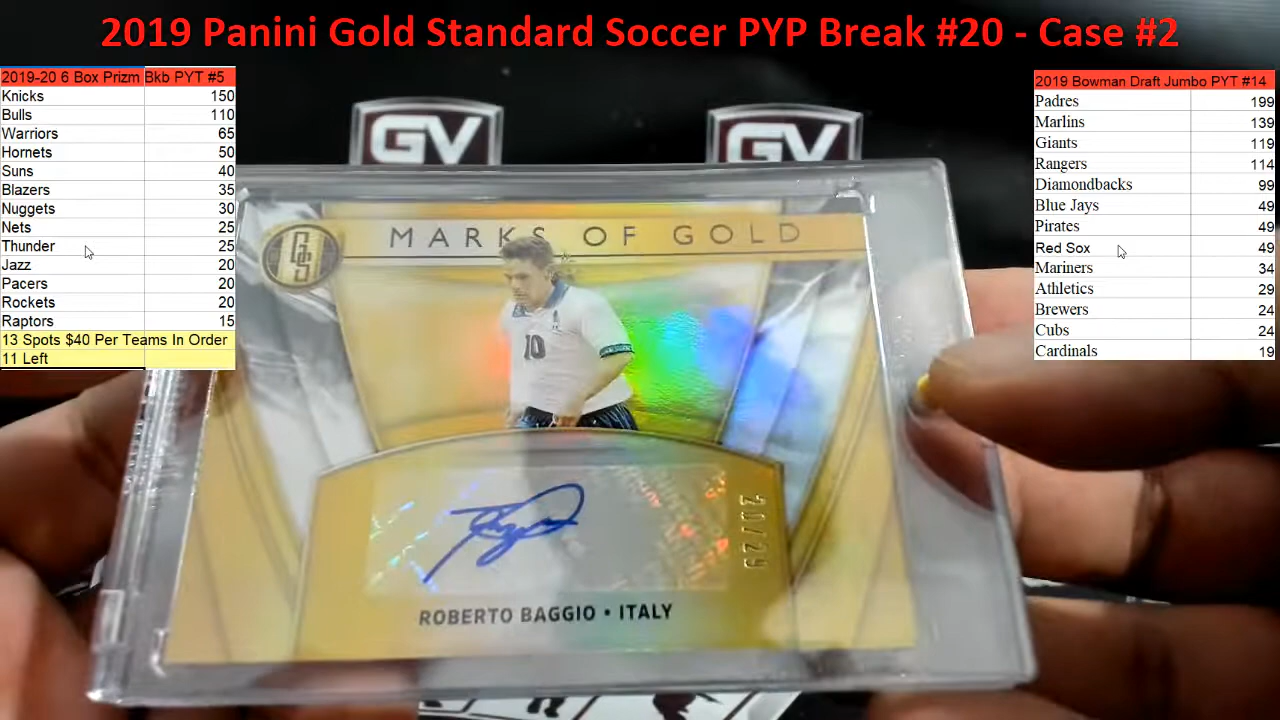 2019 Panini Gold Standard Soccer PYP Break #20 - Case #2
2019-20 6 Box Prizm Bkb PYT #5
Knicks 150
Bulls 110
Warriors 65
Hornets 50
Suns 40
Blazers 35
Nuggets 30
Nets 25
Thunder 25
Jazz 20
Pacers 20
Rockets 20
Raptors 15
13 Spots $40 Per Teams In Order
11 Left
2019 Bowman Draft Jumbo PYT #14
Padres 199
Marlins 139
Giants 119
Rangers 114
Diamondbacks 99
Blue Jays 49
Pirates 49
Red Sox 49
Mariners 34
Athletics 29
Brewers 24
Cubs 24
Cardinals 19
GV
GV
GS
MARKS OF GOLD
10
20/29
ROBERTO BAGGIO • ITALY